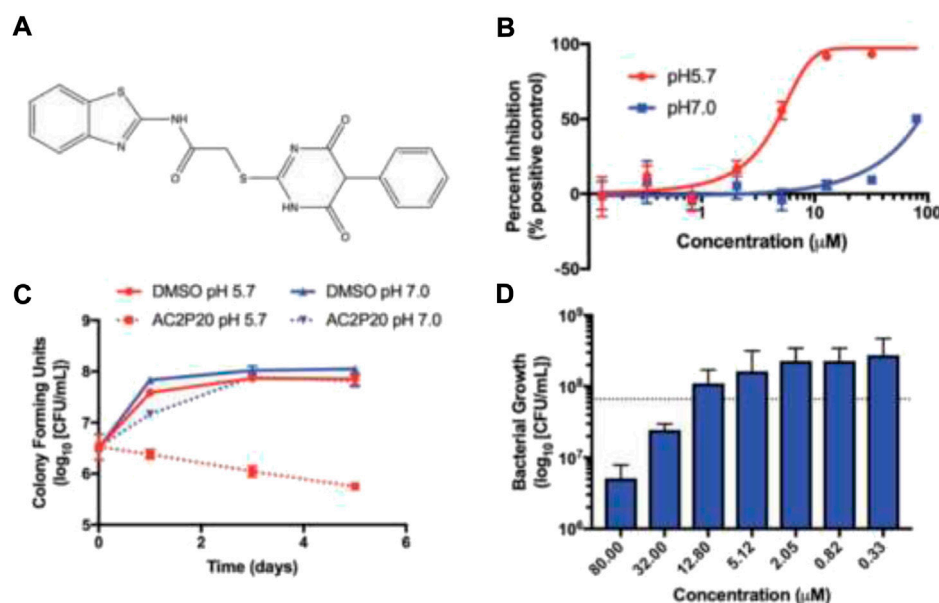 A
S
NH
N
O
S
N
HN
O
O
B
Percent Inhibition
(% positive control)
100
50
0
-50
pH5.7
pH7.0
1
10
100
Concentration (μM)
C
DMSO pH 5.7
DMSO pH 7.0
AC2P20 pH 5.7
AC2P20 pH 7.0
Colony Forming Units
(log10 [CFU/mL])
9
8
7
6
5
0
2
4
6
Time (days)
D
Bacterial Growth
(log10 [CFU/mL])
10⁹
10⁸
10⁷
10⁶
80.00
32.00
12.80
5.12
2.05
0.82
0.33
Concentration (μM)